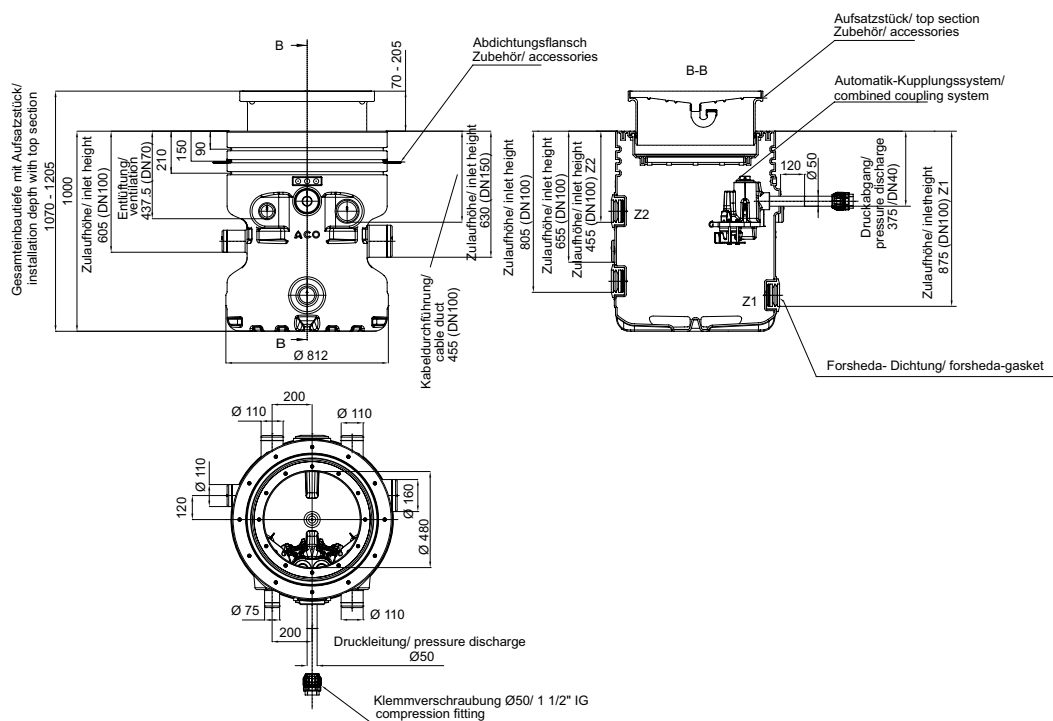 B
70 - 205
Abdichtungsflansch
Zubehör/ accessories
Gesamteinbautiefe mit Aufsatzstück/
installation depth with top section
1070 - 1205
1000
Zulaufhöhe/ inlet height
605 (DN100)
Entlüftung/
ventilation
437.5 (DN70)
210
150
90
ACO
Zulaufhöhe/ inlet height
630 (DN150)
Kabeldurchführung/
cable duct
455 (DN100)
B
Ø 812
Aufsatzstück/ top section
Zubehör/ accessories
B-B
Automatik-Kupplungssystem/
combined coupling system
Zulaufhöhe/ inlet height
805 (DN100)
Zulaufhöhe/ inlet height
655 (DN100)
Zulaufhöhe/ inlet height
455 (DN100) Z2
Z2
Z1
120
Ø 50
Druckabgang/
pressure discharge
375 /DN40)
Zulaufhöhe/ inletheight
875 (DN100) Z1
Forsheda- Dichtung/ forsheda-gasket
200
Ø 110
Ø 110
Ø 110
120
Ø 160
Ø 480
Ø 75
Ø 110
200
Druckleitung/ pressure discharge
Ø50
Klemmverschraubung Ø50/ 1 1/2" IG
compression fitting